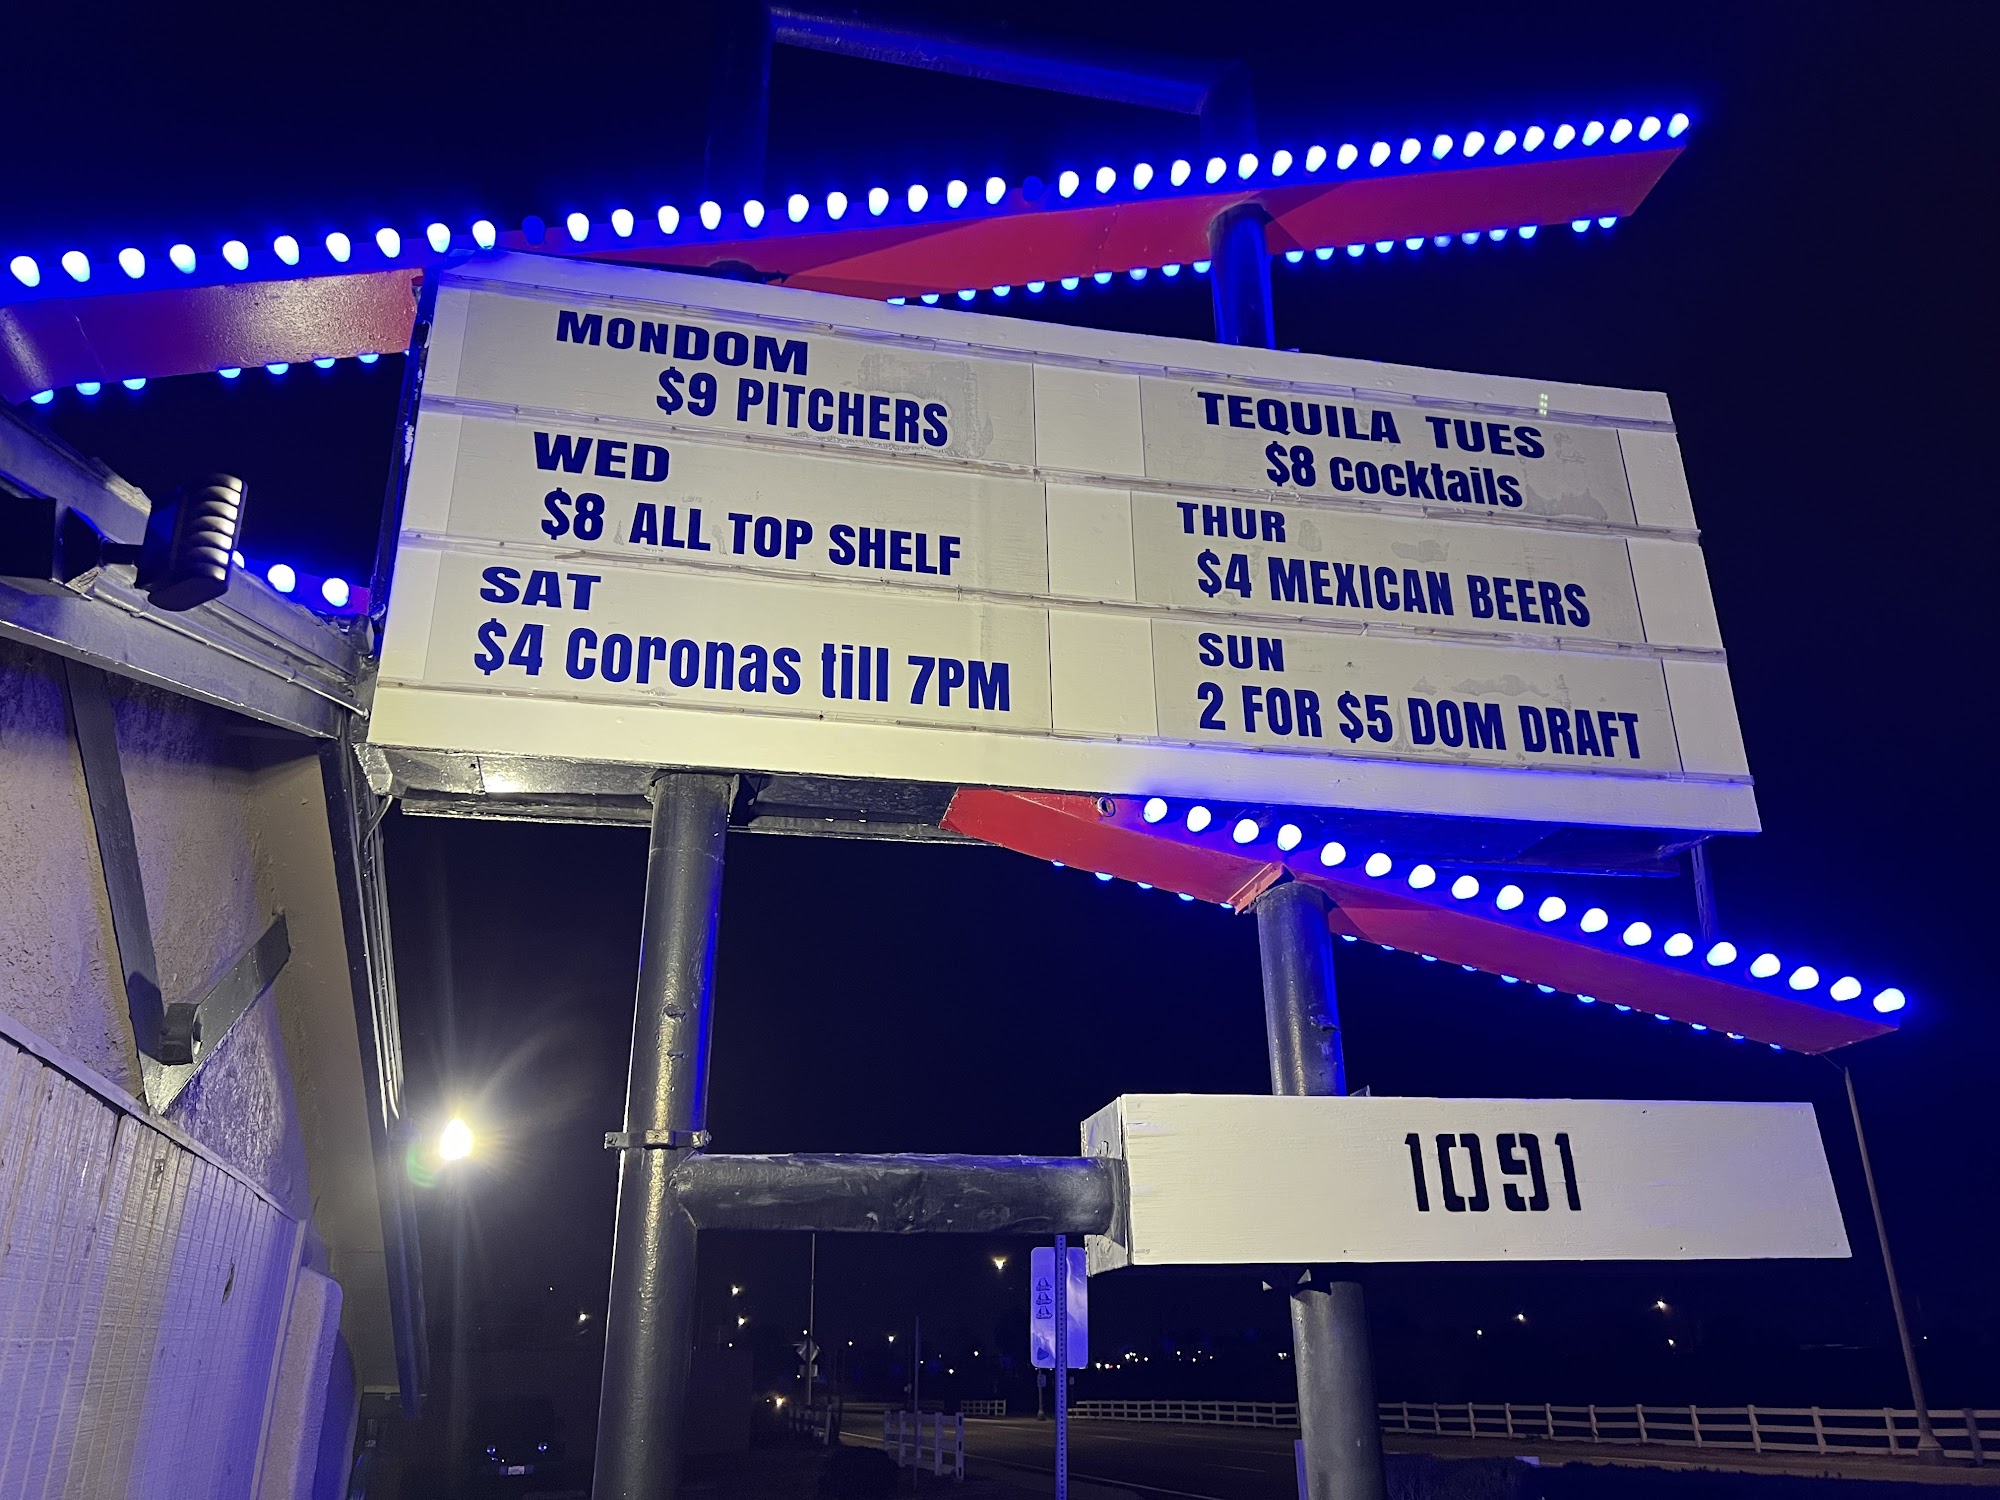 MONDOM
$9 PITCHERS
TEQUILA TUES
$8 cocktails
WED
$8 ALL TOP SHELF
THUR
$4 MEXICAN BEERS
SAT
$4 coronas till 7PM
SUN
2 FOR $5 DOM DRAFT
1091